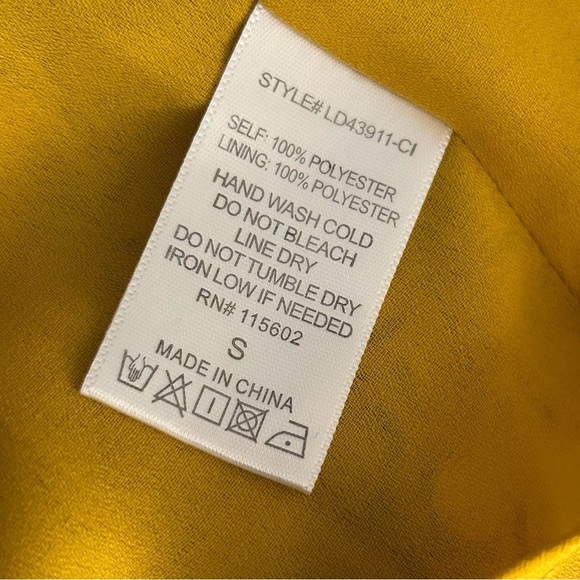 STYLE# LD43911-CI
SELF: 100% POLYESTER
LINING: 100% POLYESTER
HAND WASH COLD
DO NOT BLEACH
LINE DRY
DO NOT TUMBLE DRY
IRON LOW IF NEEDED
RN# 115602
S
MADE IN CHINA